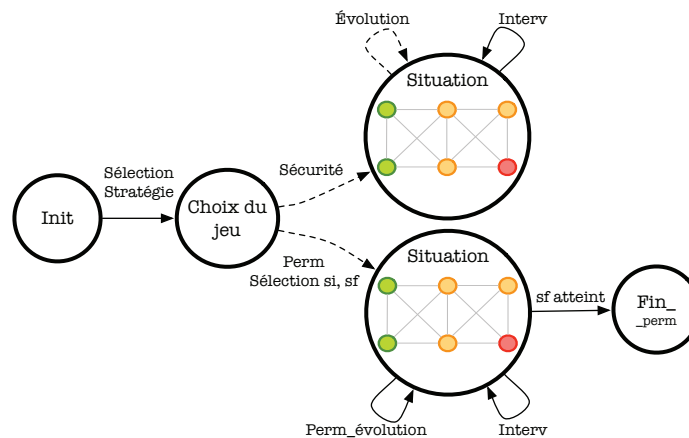 Évolution
Interv
Situation
Sélection
Stratégie
Sécurité
Init
Choix du
jeu
Perm
Sélection si, sf
Situation
sf atteint
Fin_
_perm
Perm_évolution
Interv